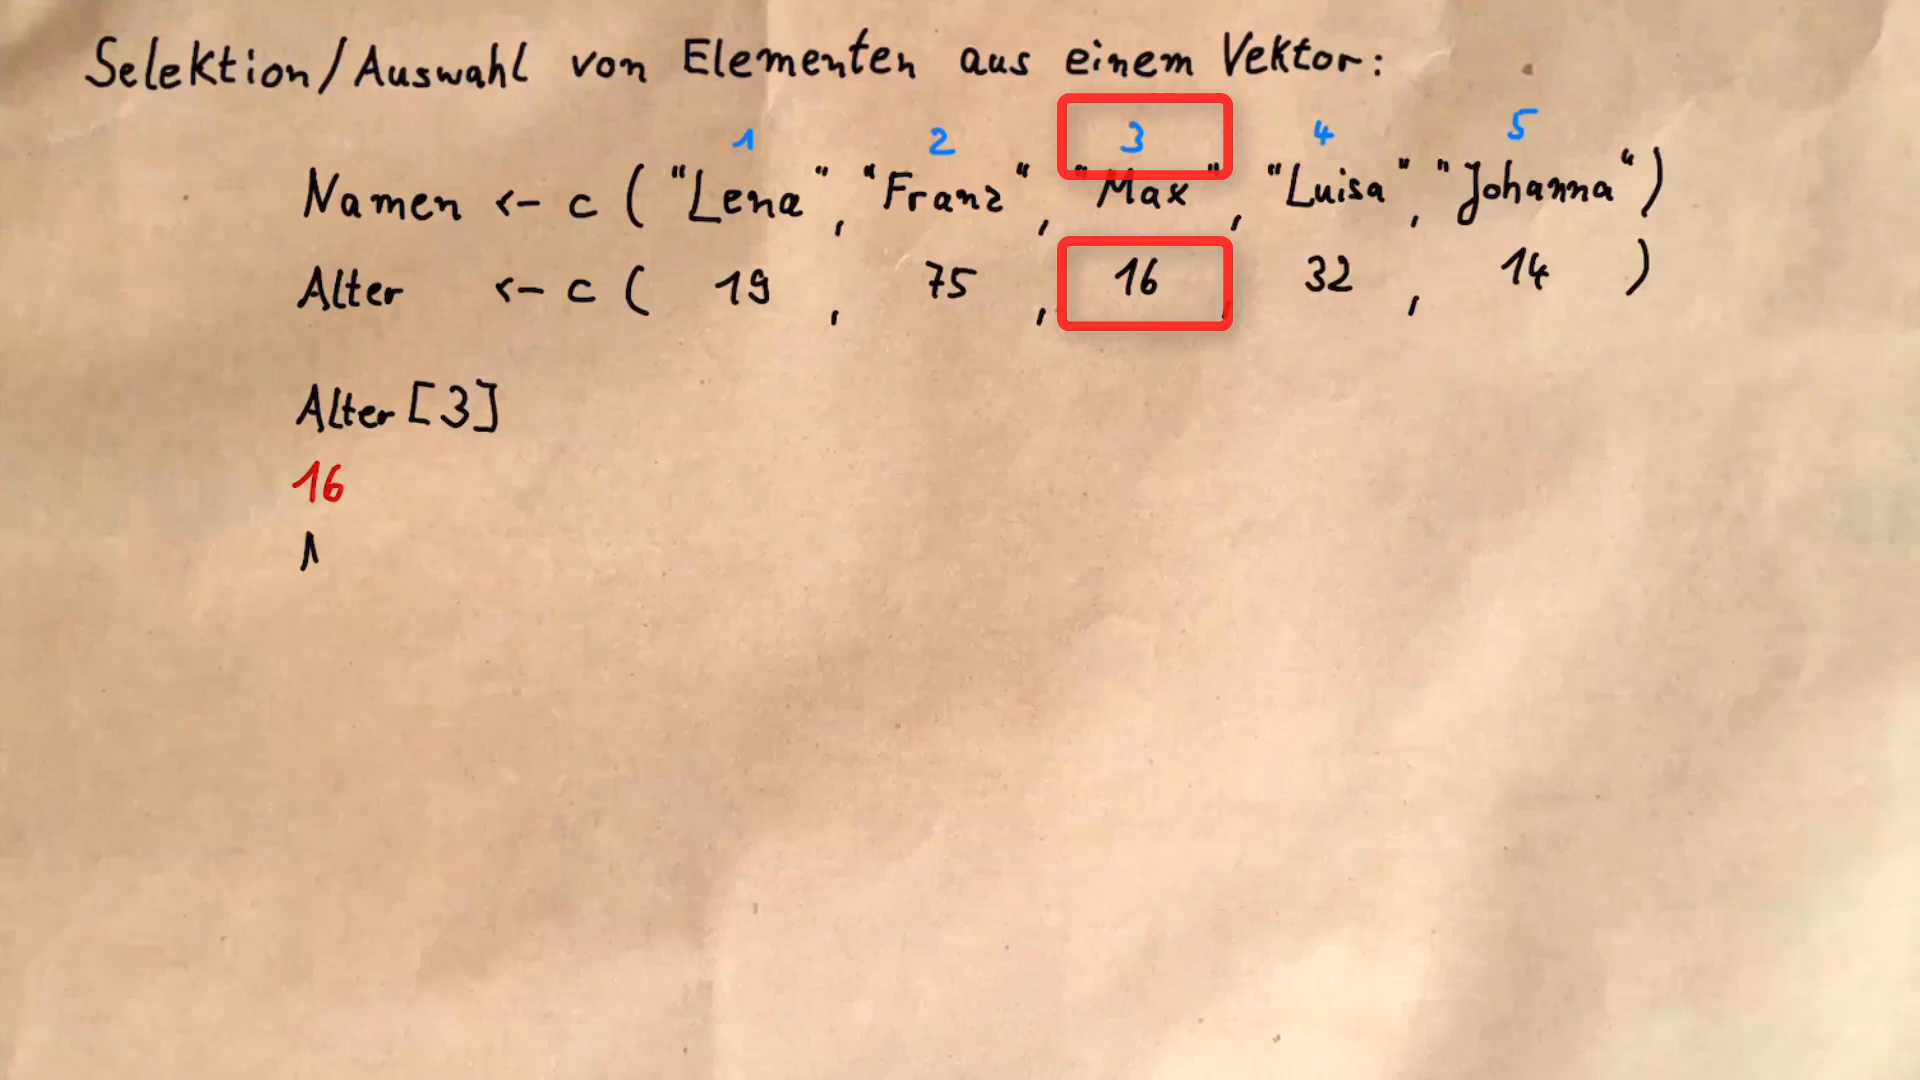 Selektion/Auswahl von Elementen aus einem Vektor:
1 2 3 4 5
Namen <- c ("Lena", "Franz", "Max", "Luisa", "Johanna")
Alter <- c ( 19 , 75 , 16 , 32 , 14 )
Alter [3]
16